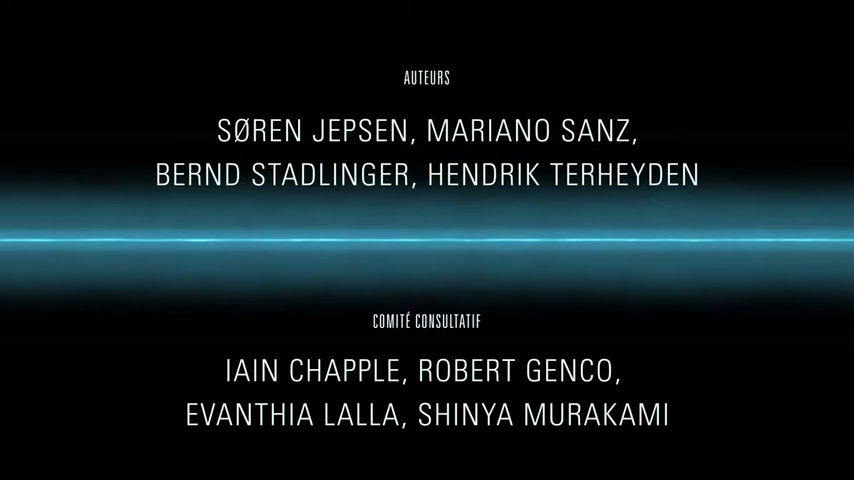 AUTEURS
SØREN JEPSEN, MARIANO SANZ,
BERND STADLINGER, HENDRIK TERHEYDEN
COMITÉ CONSULTATIF
IAIN CHAPPLE, ROBERT GENCO,
EVANTHIA LALLA, SHINYA MURAKAMI